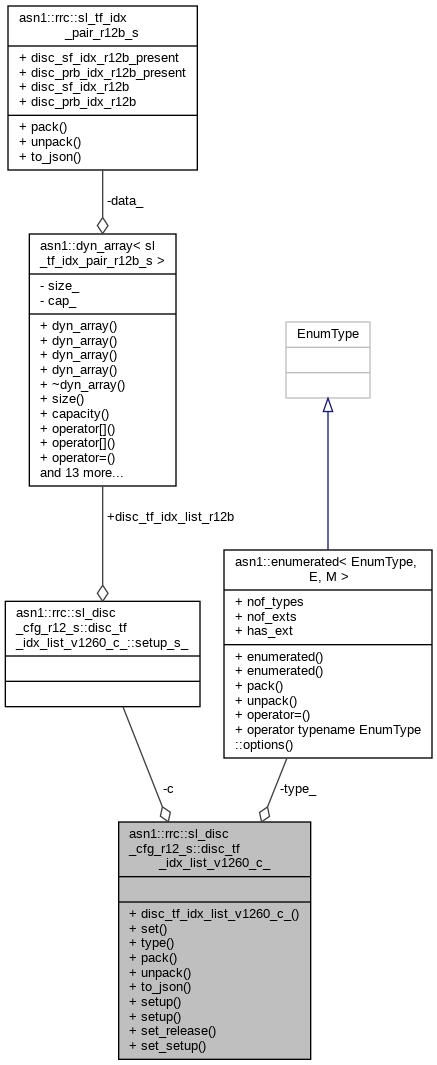 asn1::rrc::sl_tf_idx
_pair_r12b_s
+ disc_sf_idx_r12b_present
+ disc_prb_idx_r12b_present
+ disc_sf_idx_r12b
+ disc_prb_idx_r12b
+ pack()
+ unpack()
+ to_json()
-data_
asn1::dyn_array< sl
_tf_idx_pair_r12b_s >
- size_
- cap_
+ dyn_array()
+ dyn_array()
+ dyn_array()
+ dyn_array()
+ ~dyn_array()
+ size()
+ capacity()
+ operator[]()
+ operator[]()
+ operator=()
and 13 more...
EnumType
+disc_tf_idx_list_r12b
asn1::enumerated< EnumType,
E, M >
+ nof_types
+ nof_exts
+ has_ext
+ enumerated()
+ enumerated()
+ pack()
+ unpack()
+ operator=()
+ operator typename EnumType
::options()
asn1::rrc::sl_disc
_cfg_r12_s::disc_tf
_idx_list_v1260_c_::setup_s_
-c
-type_
asn1::rrc::sl_disc
_cfg_r12_s::disc_tf
_idx_list_v1260_c_
+ disc_tf_idx_list_v1260_c_()
+ set()
+ type()
+ pack()
+ unpack()
+ to_json()
+ setup()
+ setup()
+ set_release()
+ set_setup()